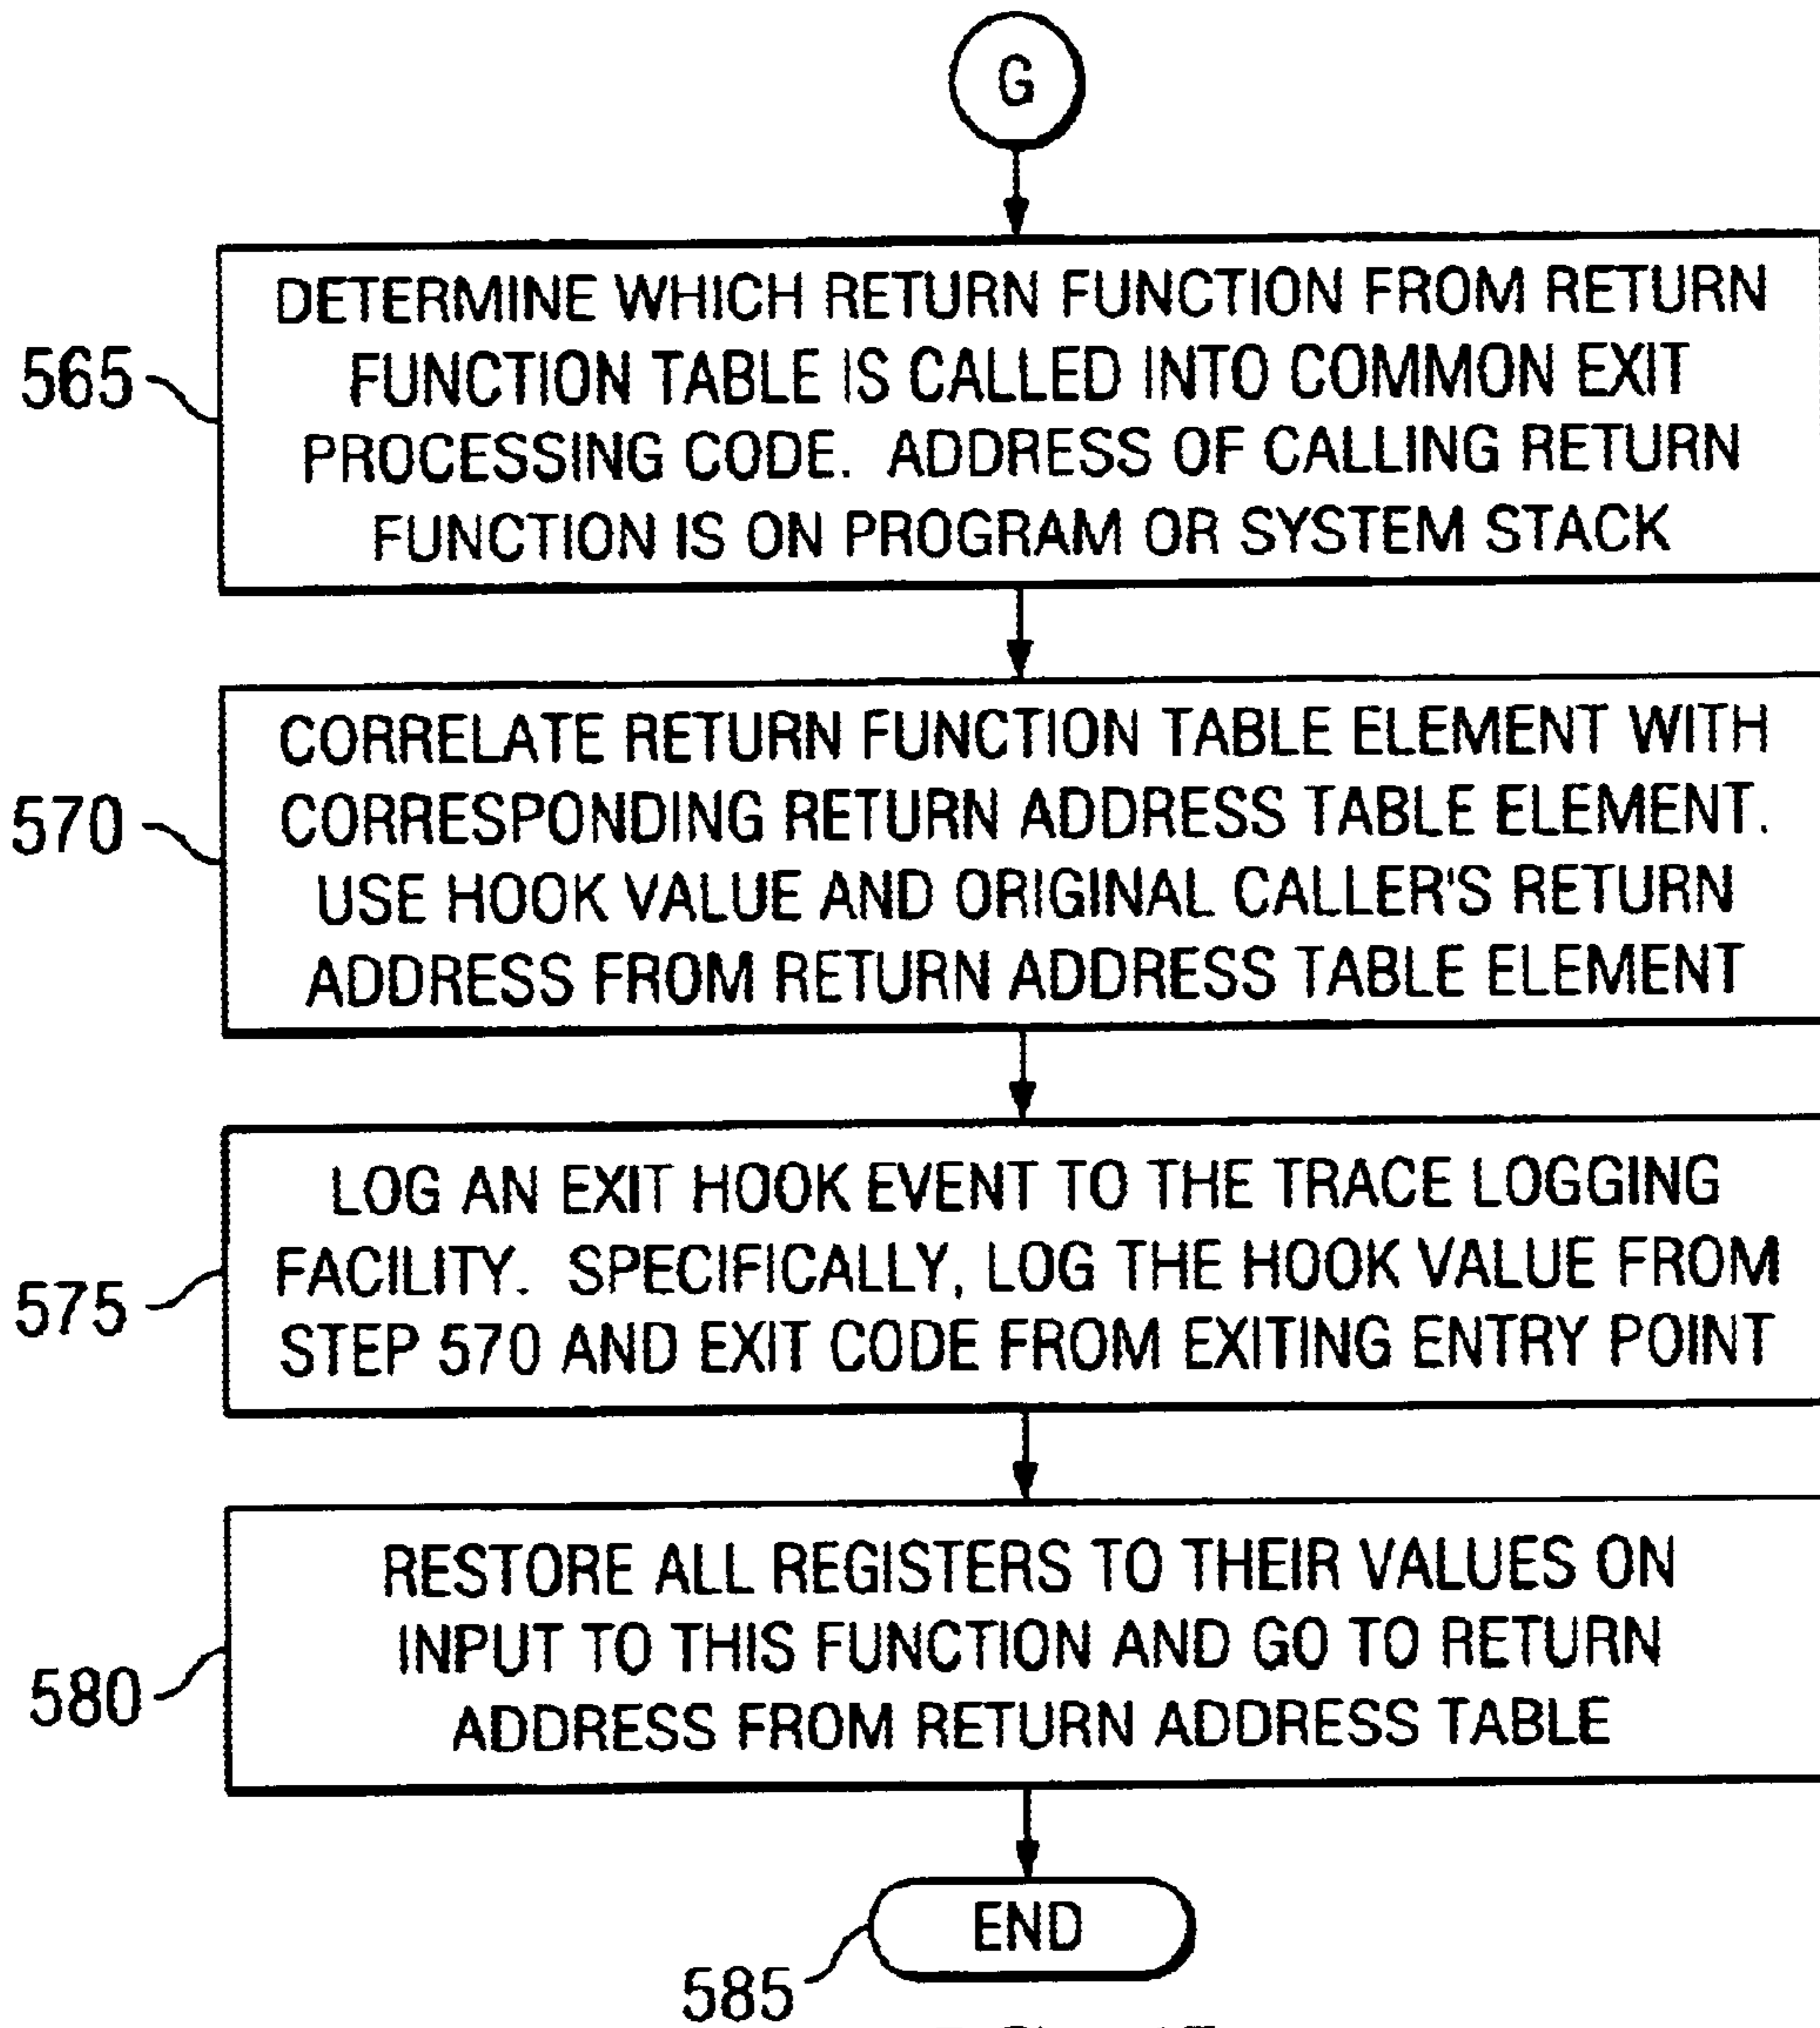 G
DETERMINE WHICH RETURN FUNCTION FROM RETURN
FUNCTION TABLE IS CALLED INTO COMMON EXIT
PROCESSING CODE. ADDRESS OF CALLING RETURN
FUNCTION IS ON PROGRAM OR SYSTEM STACK
565
CORRELATE RETURN FUNCTION TABLE ELEMENT WITH
CORRESPONDING RETURN ADDRESS TABLE ELEMENT.
USE HOOK VALUE AND ORIGINAL CALLER'S RETURN
ADDRESS FROM RETURN ADDRESS TABLE ELEMENT
570
LOG AN EXIT HOOK EVENT TO THE TRACE LOGGING
FACILITY. SPECIFICALLY, LOG THE HOOK VALUE FROM
STEP 570 AND EXIT CODE FROM EXITING ENTRY POINT
575
RESTORE ALL REGISTERS TO THEIR VALUES ON
INPUT TO THIS FUNCTION AND GO TO RETURN
ADDRESS FROM RETURN ADDRESS TABLE
580
END
585